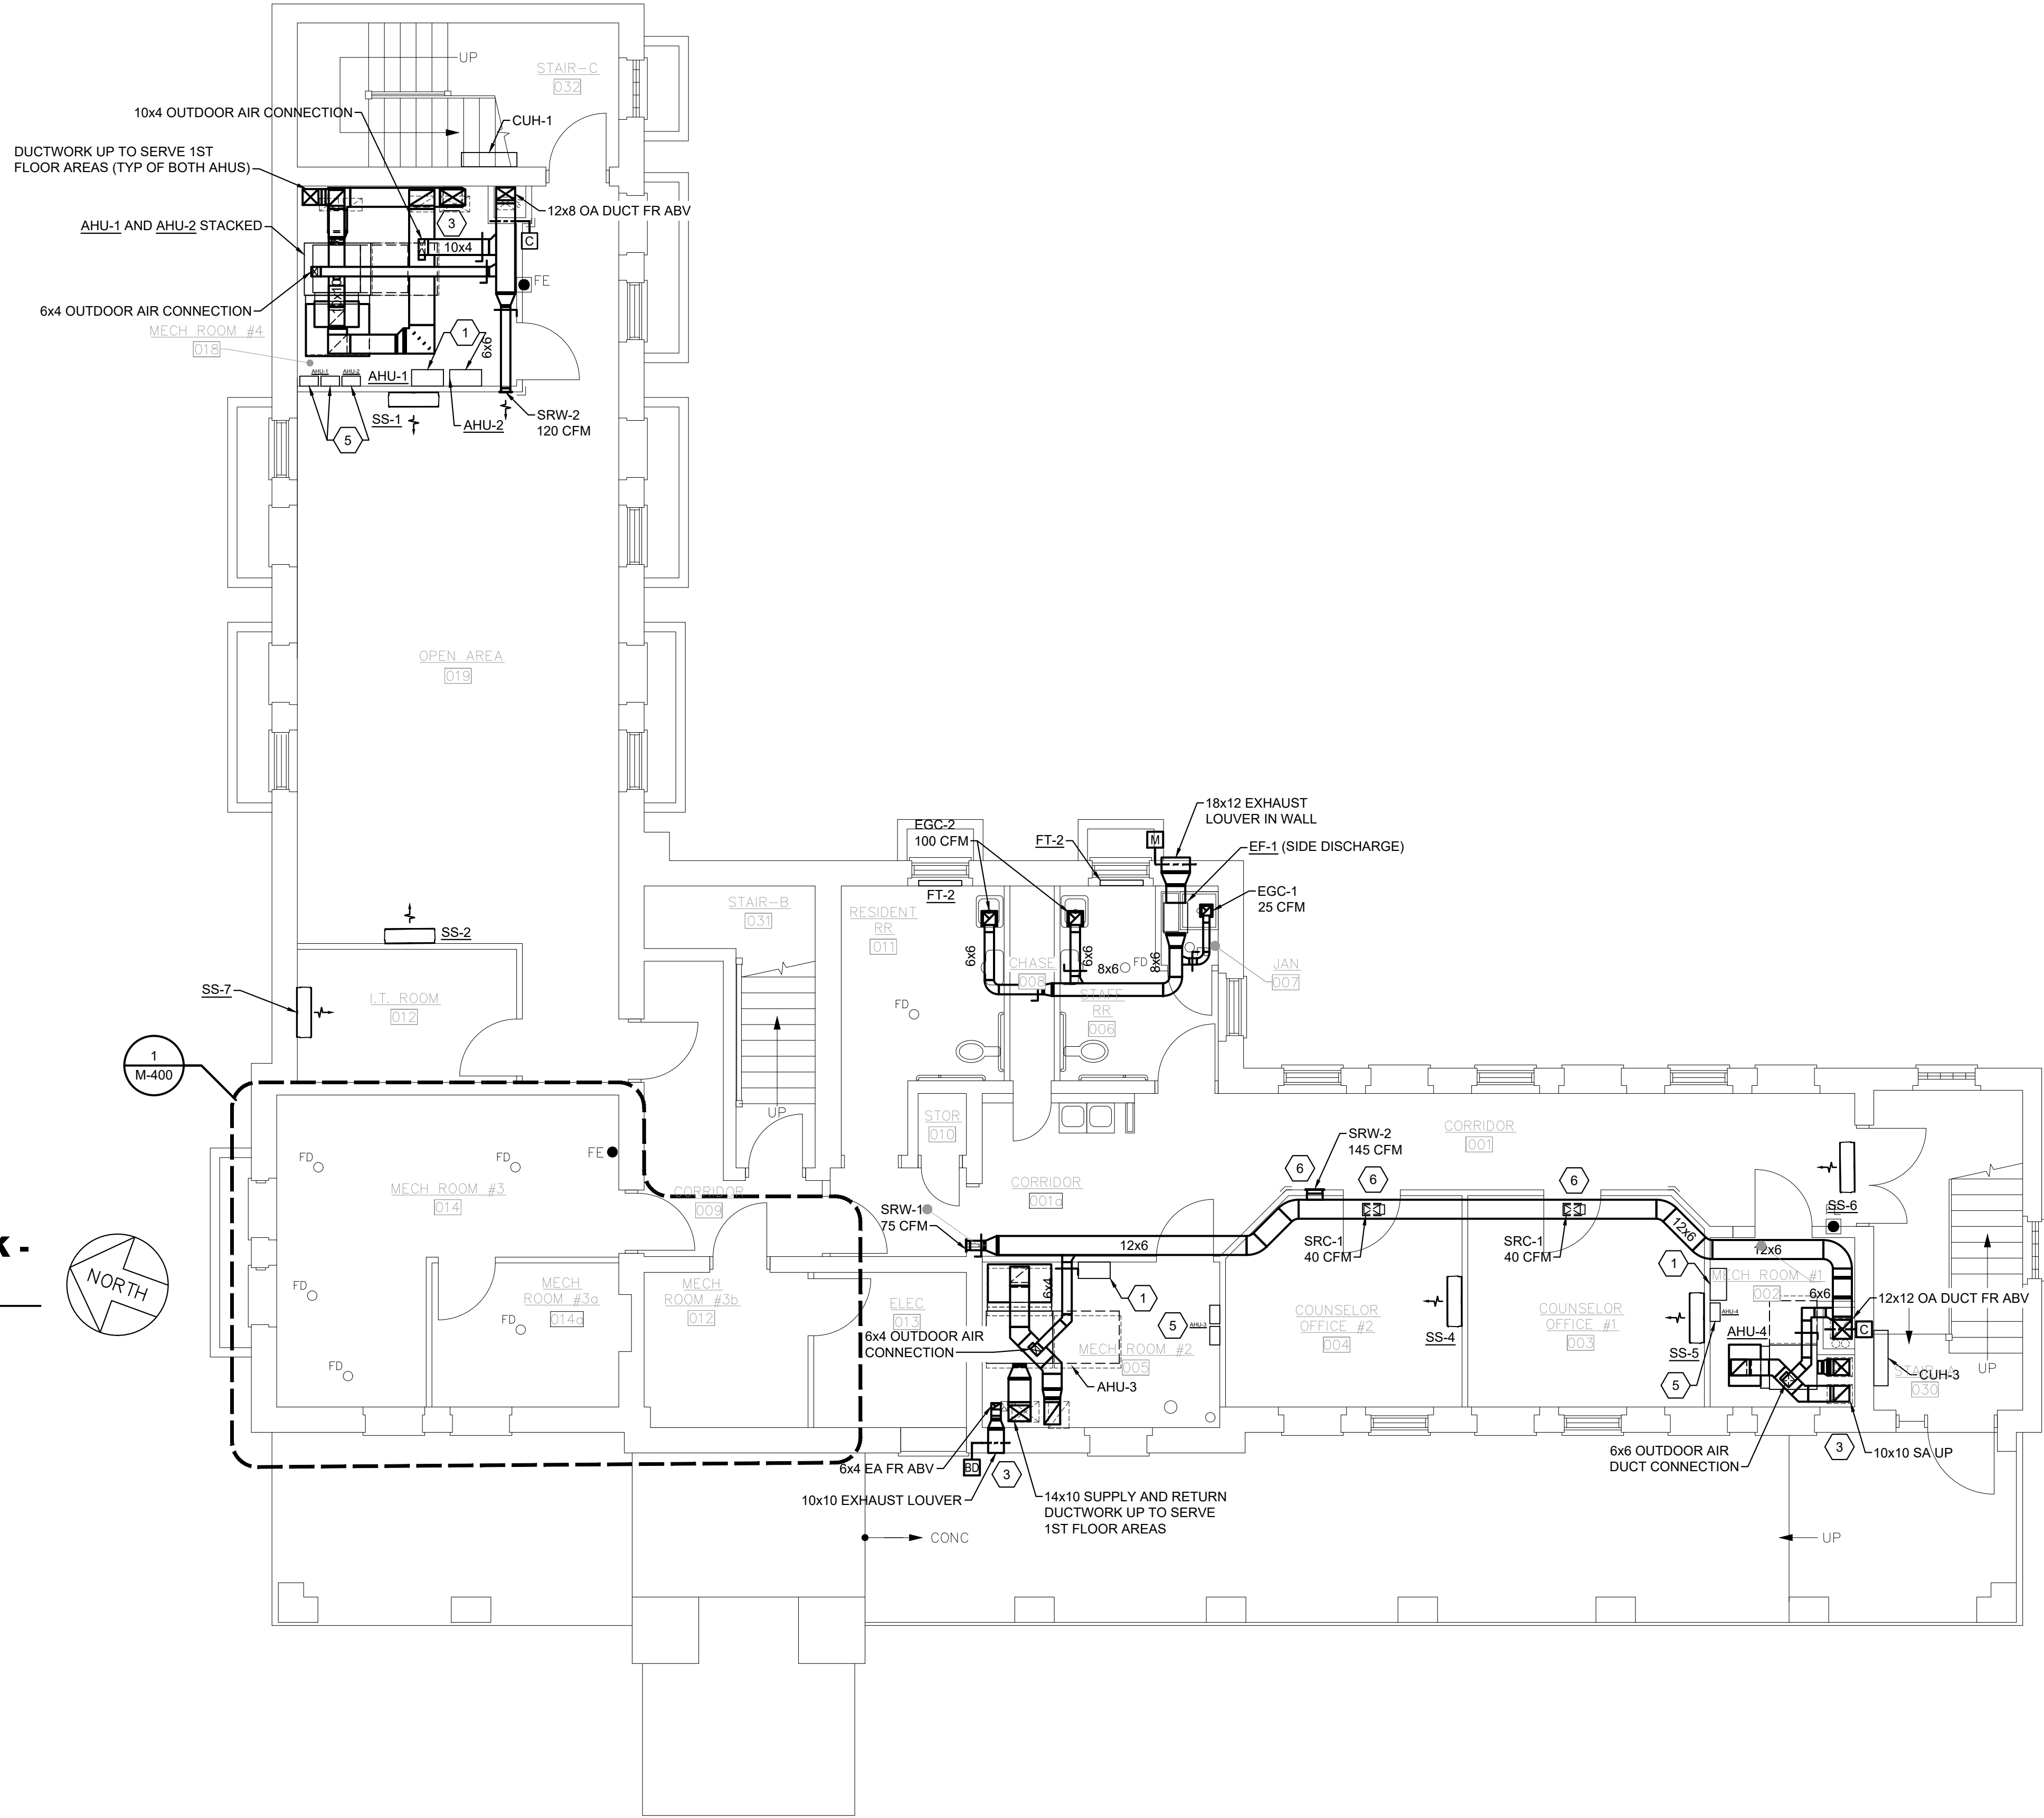 UP
STAIR-C
032
10x4 OUTDOOR AIR CONNECTION
CUH-1
DUCTWORK UP TO SERVE 1ST
FLOOR AREAS (TYP OF BOTH AHUS)
12x8 OA DUCT FR ABV
3
AHU-1 AND AHU-2 STACKED
C
10x4
FE
6x4 OUTDOOR AIR CONNECTION
MECH ROOM #4
018
1
6x6
AHU-1
AHU-2
AHU-1
SS-1
AHU-2
SRW-2
120 CFM
5
OPEN AREA
019
18x12 EXHAUST
LOUVER IN WALL
EGC-2
100 CFM
FT-2
M
EF-1 (SIDE DISCHARGE)
FT-2
EGC-1
25 CFM
STAIR-B
031
RESIDENT
RR
011
SS-2
6x6
6x6
8x6
FD
8x6
CHASE
008
JAN
007
SS-7
I.T. ROOM
012
STAFF
RR
006
FD
1
M-400
UP
STOR
010
CORRIDOR
001
SRW-2
145 CFM
FE
FD
FD
6
6
6
MECH ROOM #3
014
CORRIDOR
009
CORRIDOR
001a
SRW-1
75 CFM
SS-6
12x6
SRC-1
40 CFM
SRC-1
40 CFM
12x6
12x6
K -
NORTH
FD
MECH
ROOM #3a
014a
FD
MECH
ROOM #3b
012
ELEC
013
6x4
1
1
MECH ROOM #1
002
6x6
12x12 OA DUCT FR ABV
5
AHU-3
COUNSELOR
OFFICE #2
004
SS-4
COUNSELOR
OFFICE #1
003
AHU-4
C
6x4 OUTDOOR AIR
CONNECTION
MECH ROOM #2
005
SS-5
AHU-4
FD
AHU-3
5
STAIR-A
030
CUH-3
UP
6x4 EA FR ABV
BD
3
6x6 OUTDOOR AIR
DUCT CONNECTION
3
10x10 SA UP
10x10 EXHAUST LOUVER
14x10 SUPPLY AND RETURN
DUCTWORK UP TO SERVE
1ST FLOOR AREAS
CONC
UP